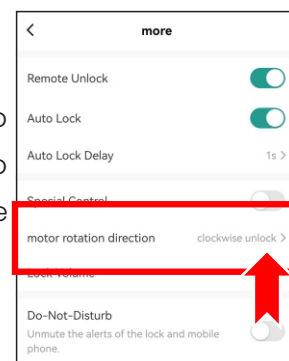 < more
Remote Unlock
Auto Lock
Auto Lock Delay 1s >
Special Control
motor rotation direction clockwise unlock >
Lock Volume
Do-Not-Disturb
Unmute the alerts of the lock and mobile
phone.